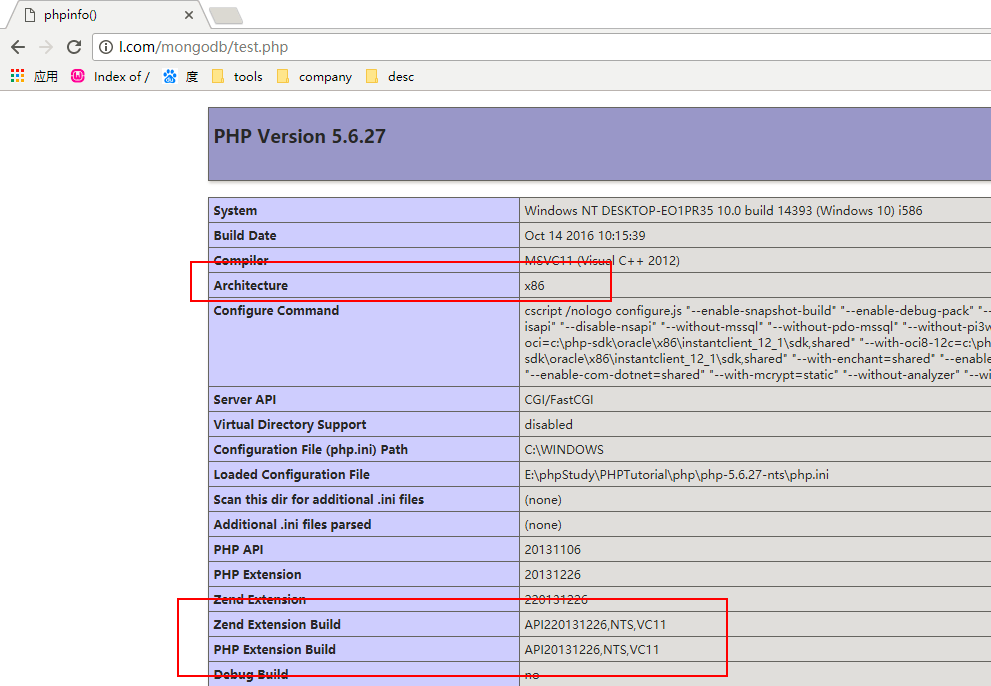 phpinfo()
l.com/mongodb/test.php
应用 Index of / 度 tools company desc
PHP Version 5.6.27
System Windows NT DESKTOP-EO1PR35 10.0 build 14393 (Windows 10) i586
Build Date Oct 14 2016 10:15:39
Compiler MSVC11 (Visual C++ 2012)
Architecture x86
Configure Command cscript /nologo configure.js "--enable-snapshot-build" "--enable-debug-pack" "--
isapi" "--disable-nsapi" "--without-mssql" "--without-pdo-mssql" "--without-pi3w
oci=c:\php-sdk\oracle\x86\instantclient_12_1\sdk,shared" "--with-oci8-12c=c:\ph
sdk\oracle\x86\instantclient_12_1\sdk,shared" "--with-enchant=shared" "--enable
"--enable-com-dotnet=shared" "--with-mcrypt=static" "--without-analyzer" "--wi
Server API CGI/FastCGI
Virtual Directory Support disabled
Configuration File (php.ini) Path C:\WINDOWS
Loaded Configuration File E:\phpStudy\PHPTutorial\php\php-5.6.27-nts\php.ini
Scan this dir for additional .ini files (none)
Additional .ini files parsed (none)
PHP API 20131106
PHP Extension 20131226
Zend Extension 220131226
Zend Extension Build API220131226,NTS,VC11
PHP Extension Build API20131226,NTS,VC11
Debug Build no